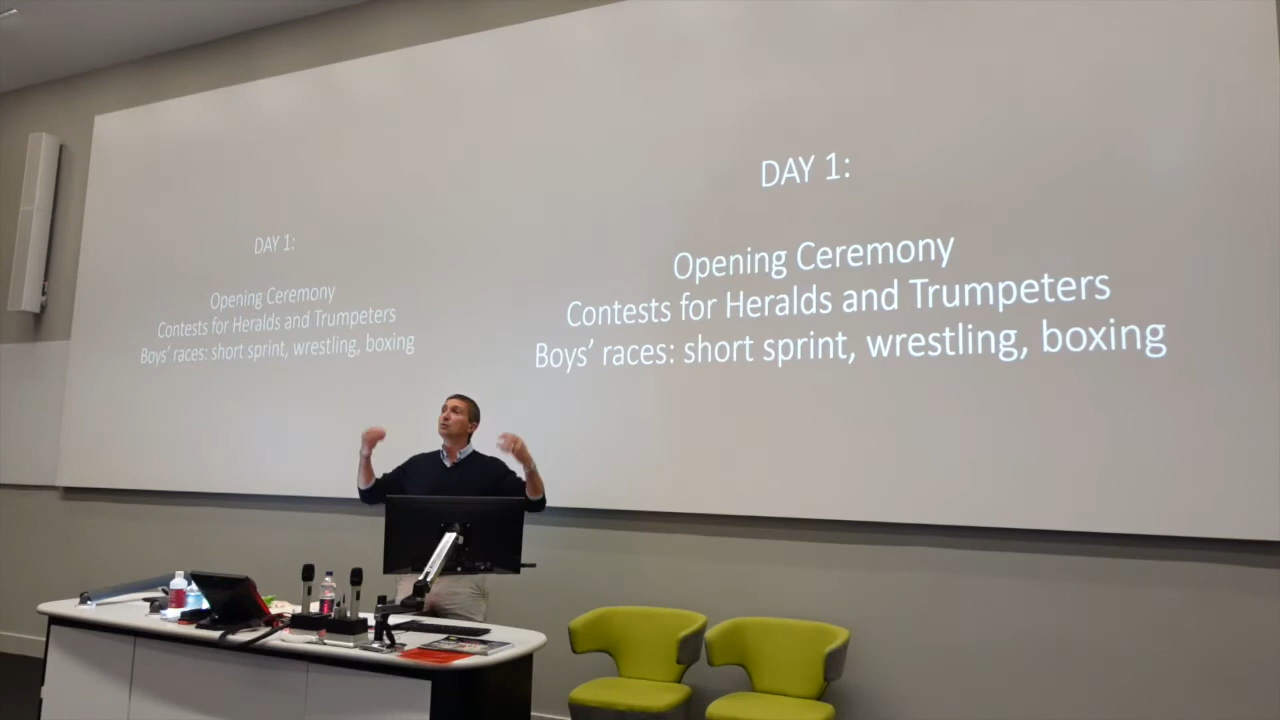 DAY 1:
Opening Ceremony
Contests for Heralds and Trumpeters
Boys’ races: short sprint, wrestling, boxing
DAY 1:
Opening Ceremony
Contests for Heralds and Trumpeters
Boys’ races: short sprint, wrestling, boxing